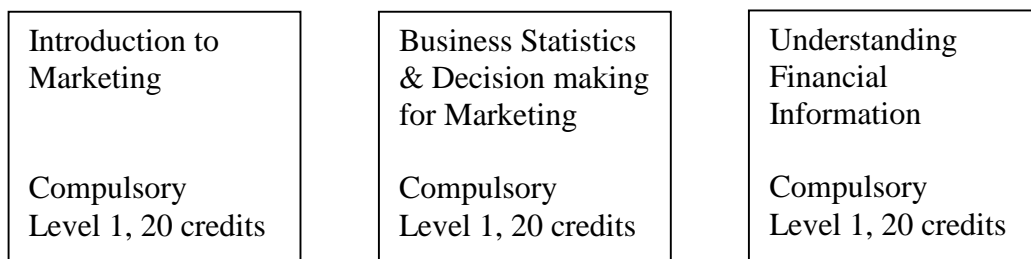 Introduction to
Marketing
Compulsory
Level 1, 20 credits
Business Statistics
& Decision making
for Marketing
Compulsory
Level 1, 20 credits
Understanding
Financial
Information
Compulsory
Level 1, 20 credits